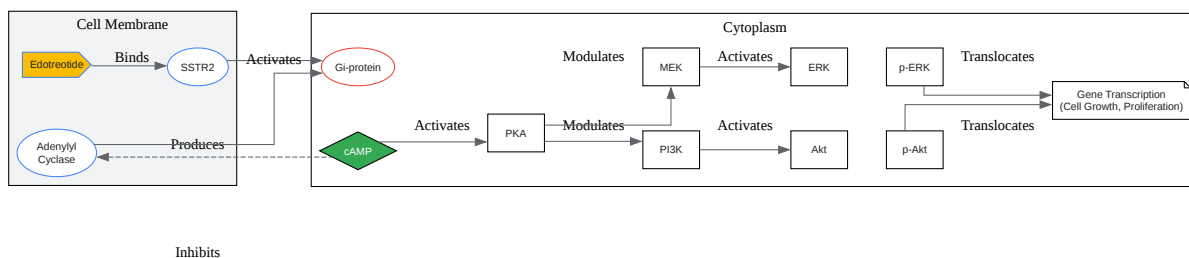 Cell Membrane
Cytoplasm
Edotreotide
Binds
SSTR2
Activates
Gi-protein
Modulates
MEK
Activates
ERK
p-ERK
Translocates
Gene Transcription
(Cell Growth, Proliferation)
Adenylyl
Cyclase
Produces
cAMP
Activates
PKA
Modulates
PI3K
Activates
Akt
p-Akt
Translocates
Inhibits